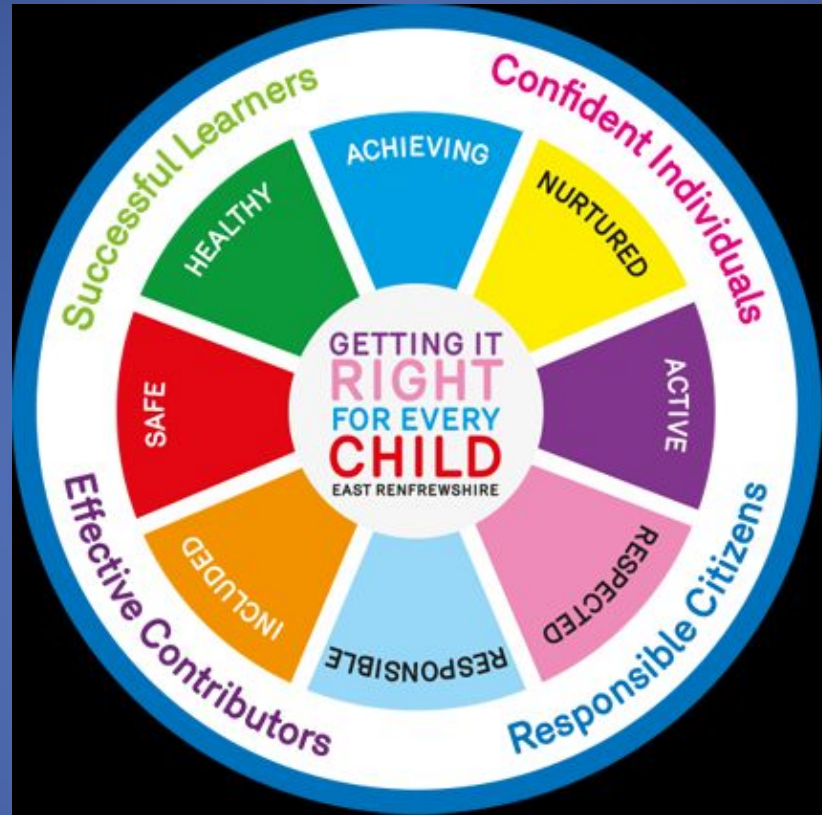 Successful Learners
Confident Individuals
Responsible Citizens
Effective Contributors
ACHIEVING
NURTURED
ACTIVE
RESPECTED
RESPONSIBLE
INCLUDED
SAFE
HEALTHY
GETTING IT
RIGHT
FOR EVERY
CHILD
EAST RENFREWSHIRE